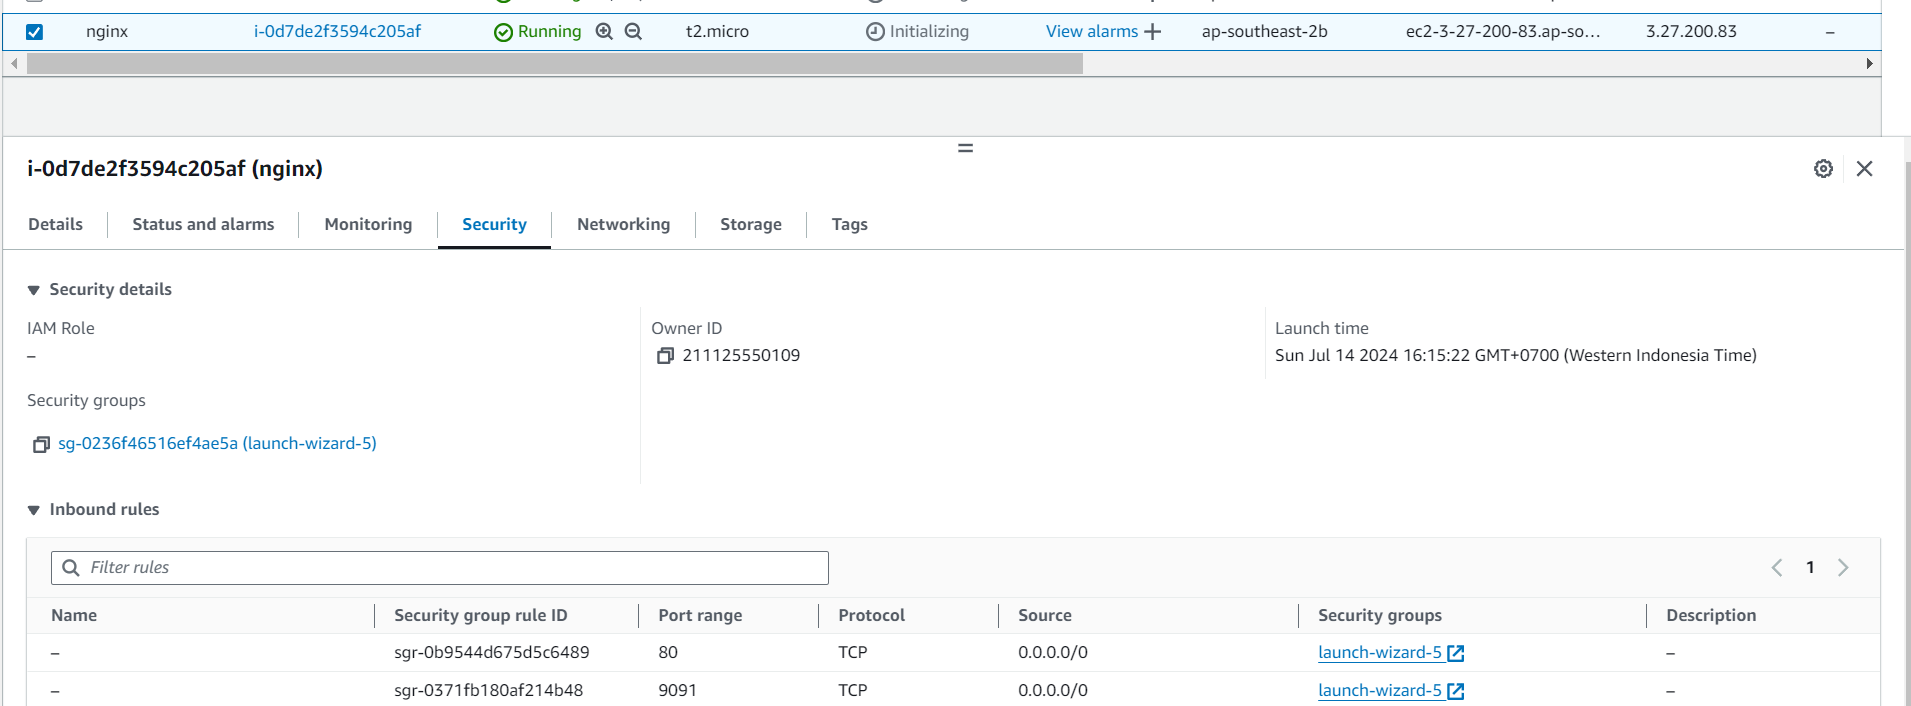 nginx i-0d7de2f3594c205af Running t2.micro Initializing View alarms ap-southeast-2b ec2-3-27-200-83.ap-so... 3.27.200.83 –
i-0d7de2f3594c205af (nginx)
Details Status and alarms Monitoring Security Networking Storage Tags
Security details
IAM Role Owner ID Launch time
– 211125550109 Sun Jul 14 2024 16:15:22 GMT+0700 (Western Indonesia Time)
Security groups
sg-0236f46516ef4ae5a (launch-wizard-5)
Inbound rules
Filter rules 1
Name Security group rule ID Port range Protocol Source Security groups Description
– sgr-0b9544d675d5c6489 80 TCP 0.0.0.0/0 launch-wizard-5 –
– sgr-0371fb180af214b48 9091 TCP 0.0.0.0/0 launch-wizard-5 –